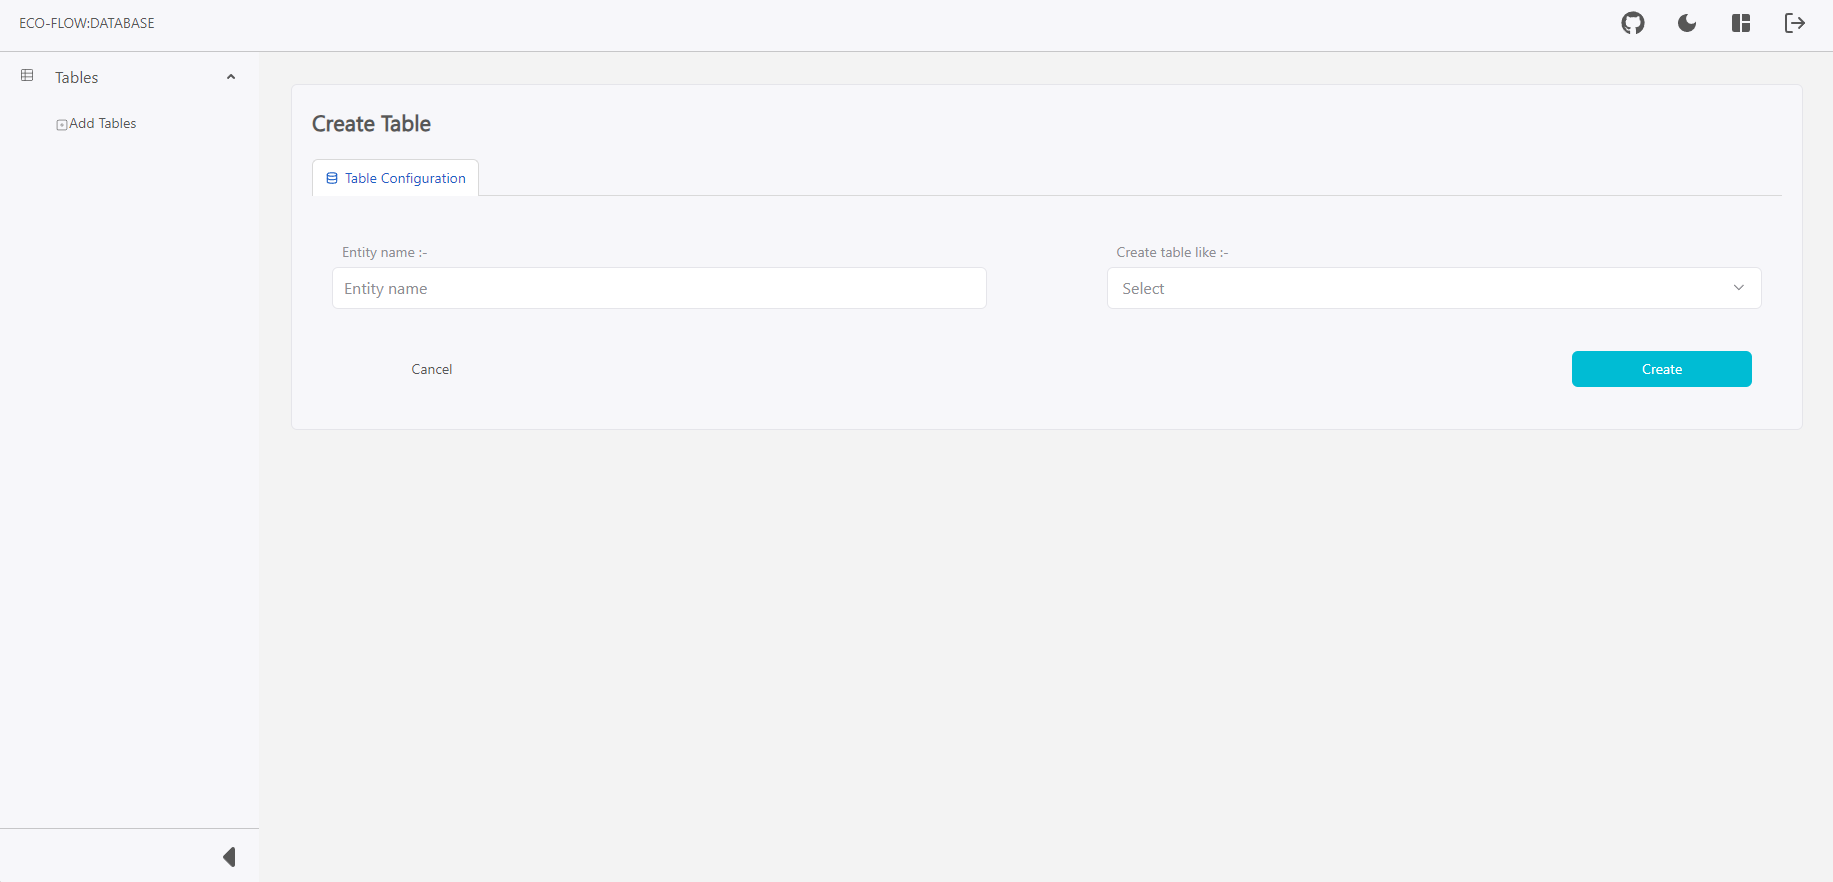 ECO-FLOW:DATABASE
Tables
Add Tables
Create Table
Table Configuration
Entity name :-
Create table like :-
Entity name
Select
Cancel
Create